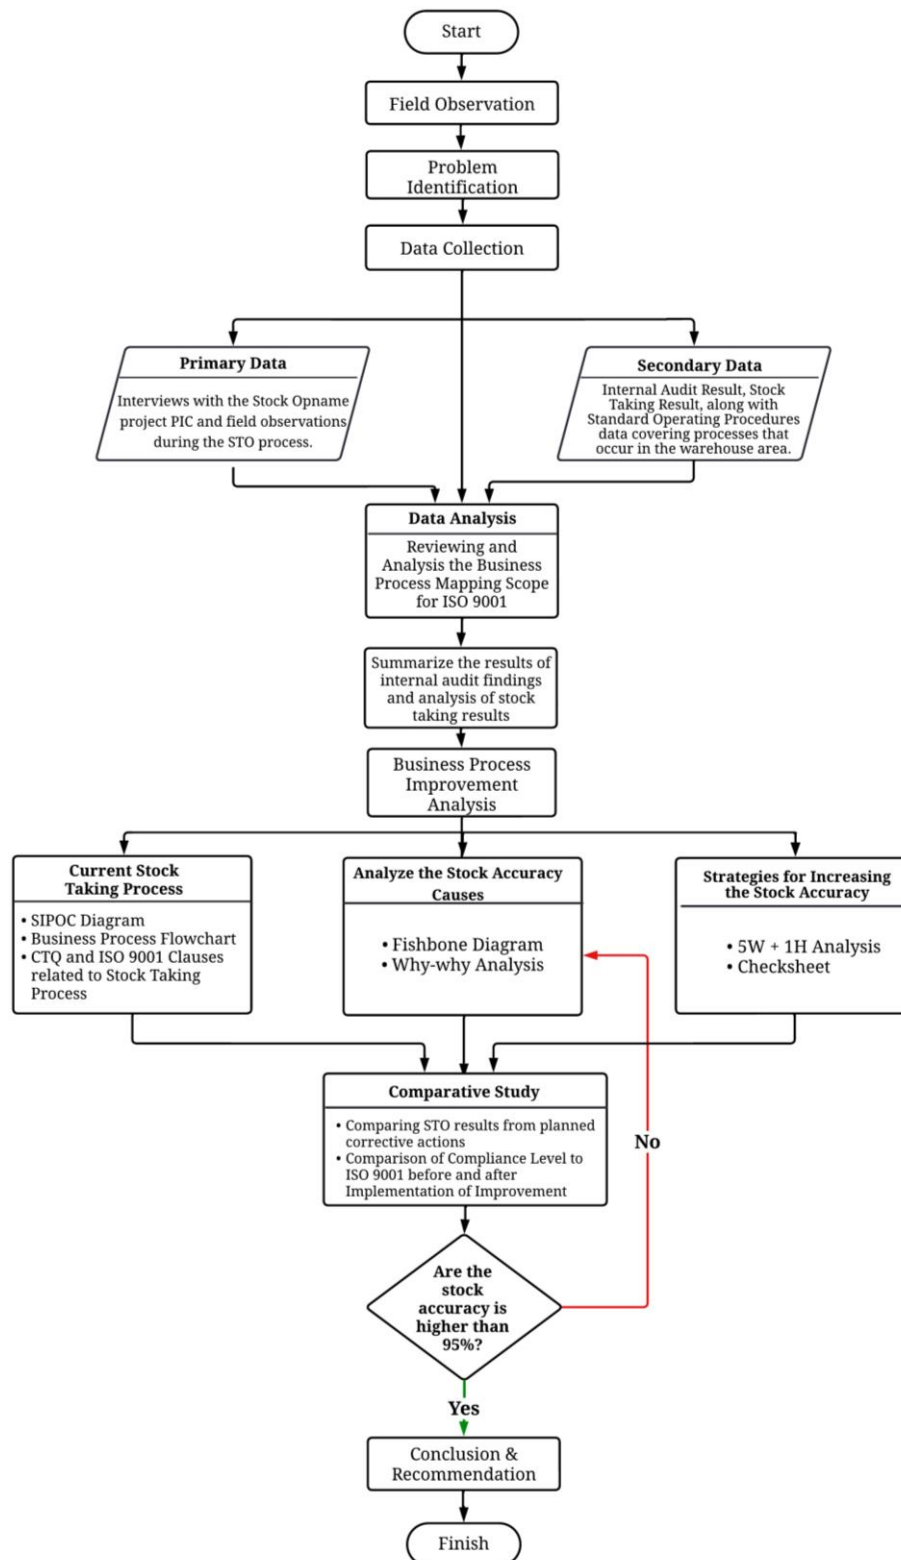 Start
Field Observation
Problem
Identification
Data Collection
Primary Data
Interviews with the Stock Opname
project PIC and field observations
during the STO process.
Secondary Data
Internal Audit Result, Stock
Taking Result, along with
Standard Operating Procedures
data covering processes that
occur in the warehouse area.
Data Analysis
Reviewing and
Analysis the Business
Process Mapping Scope
for ISO 9001
Summarize the results of
internal audit findings
and analysis of stock
taking results
Business Process
Improvement
Analysis
Current Stock
Taking Process
• SIPOC Diagram
• Business Process Flowchart
• CTQ and ISO 9001 Clauses
related to Stock Taking
Process
Analyze the Stock Accuracy
Causes
• Fishbone Diagram
• Why-why Analysis
Strategies for Increasing
the Stock Accuracy
• 5W + 1H Analysis
• Checksheet
Comparative Study
• Comparing STO results from planned
corrective actions
• Comparison of Compliance Level to
ISO 9001 before and after
Implementation of Improvement
No
Are the
stock
accuracy is
higher than
95%?
Yes
Conclusion &
Recommendation
Finish